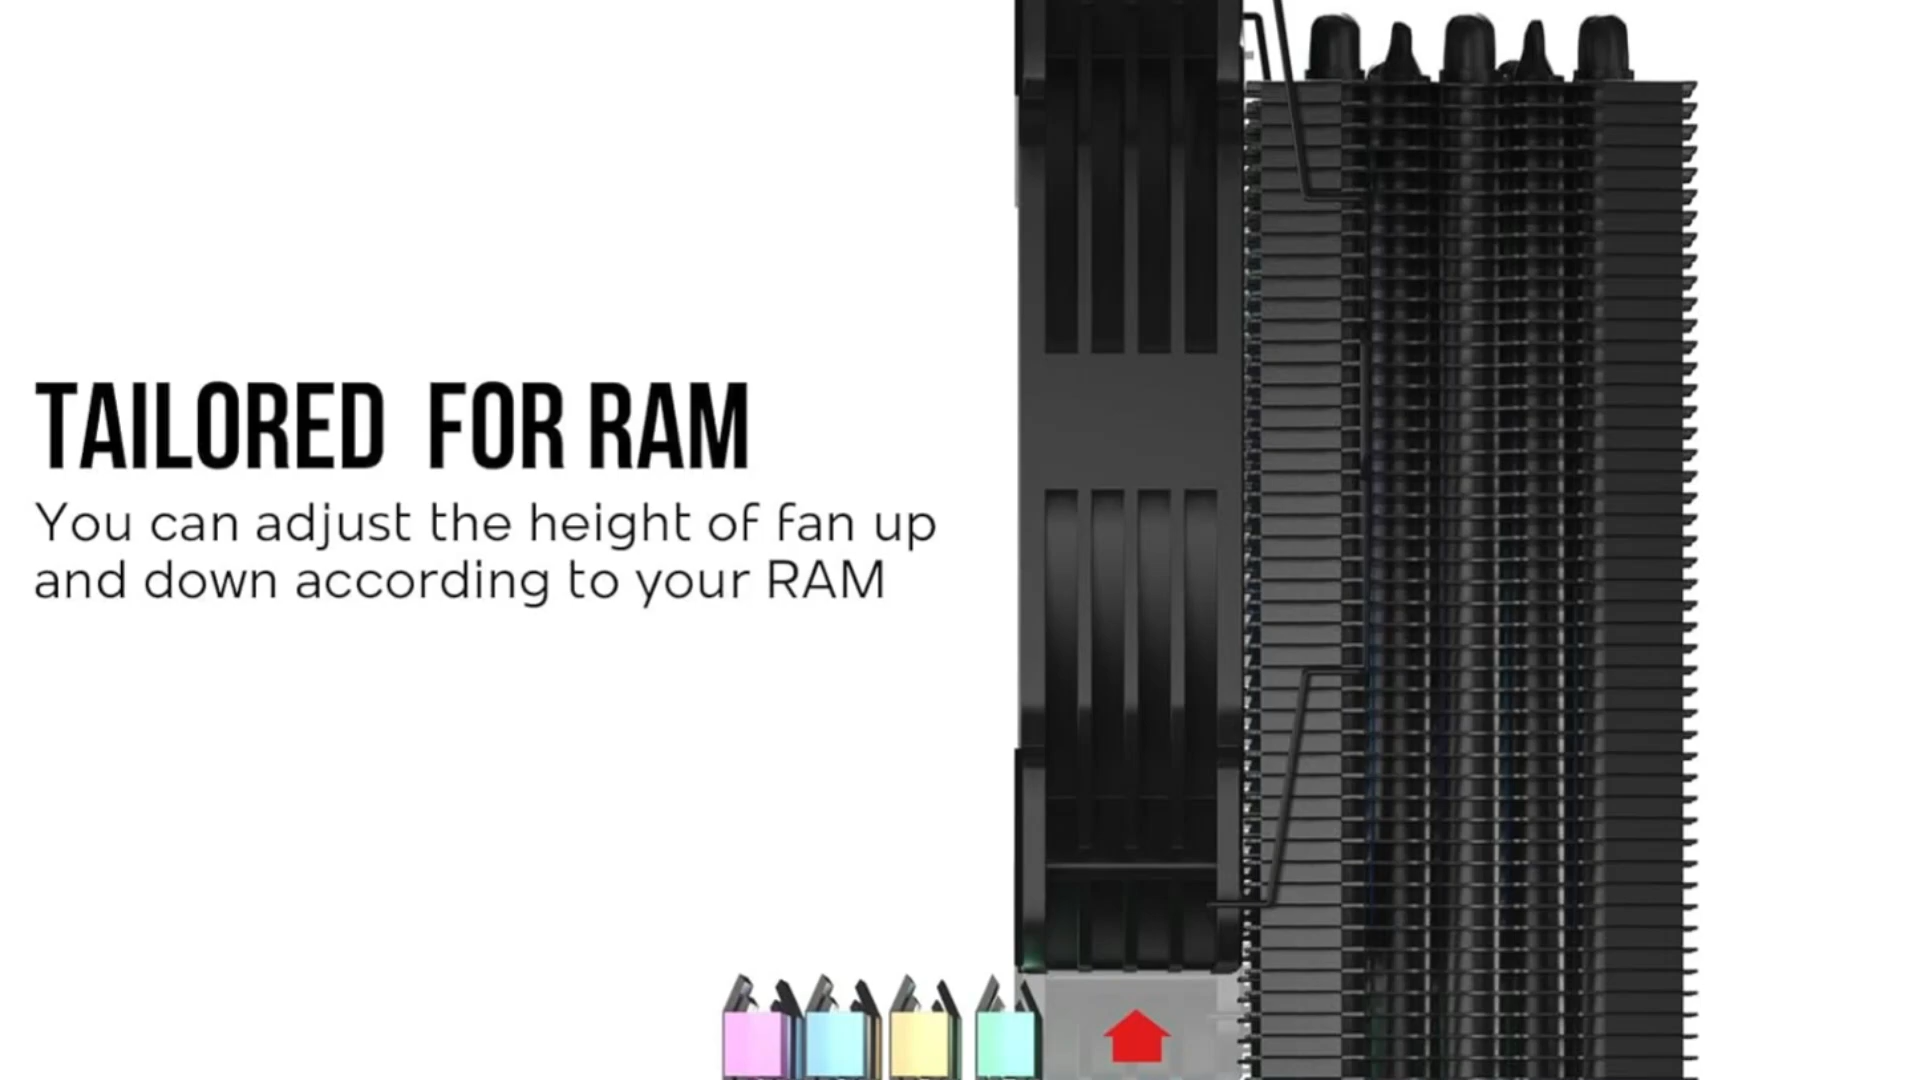 TAILORED FOR RAM
You can adjust the height of fan up
and down according to your RAM